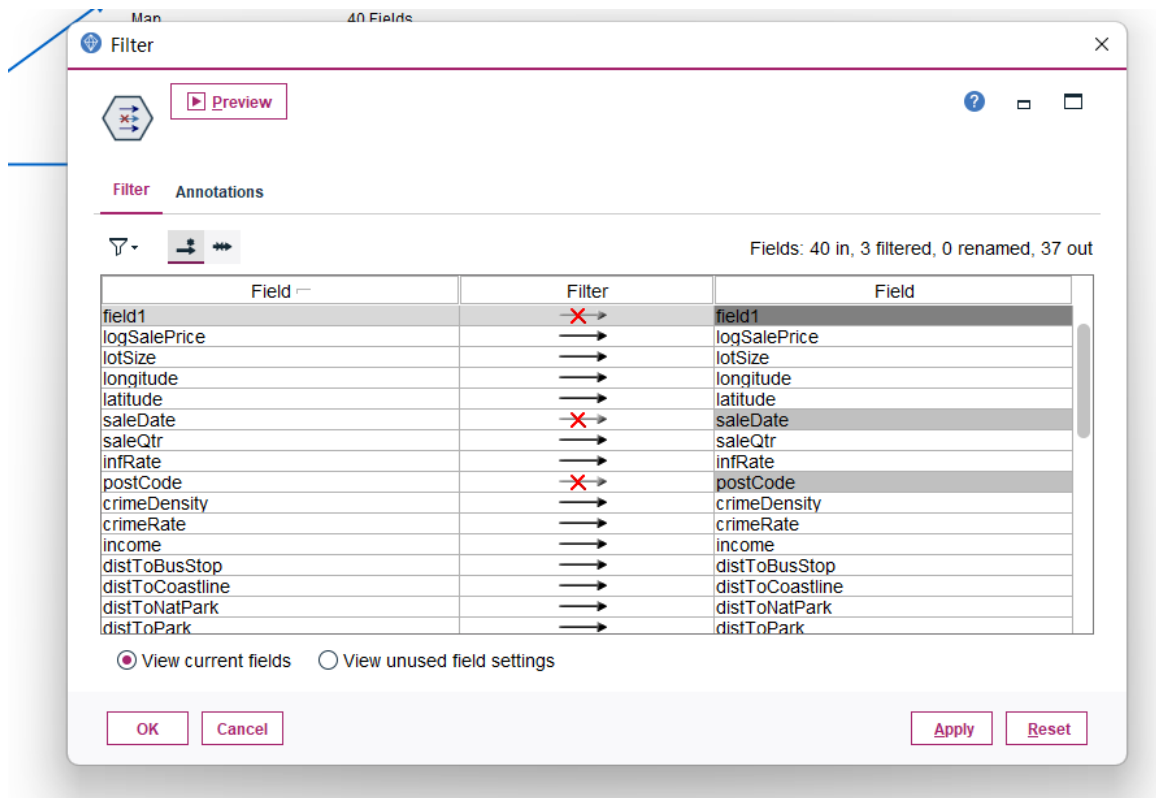 Map 40 Fields
Filter
Preview
?
Filter Annotations
Fields: 40 in, 3 filtered, 0 renamed, 37 out
Field Filter Field
field1 field1
logSalePrice logSalePrice
lotSize lotSize
longitude longitude
latitude latitude
saleDate saleDate
saleQtr saleQtr
infRate infRate
postCode postCode
crimeDensity crimeDensity
crimeRate crimeRate
income income
distToBusStop distToBusStop
distToCoastline distToCoastline
distToNatPark distToNatPark
distToPark distToPark
View current fields View unused field settings
OK Cancel Apply Reset